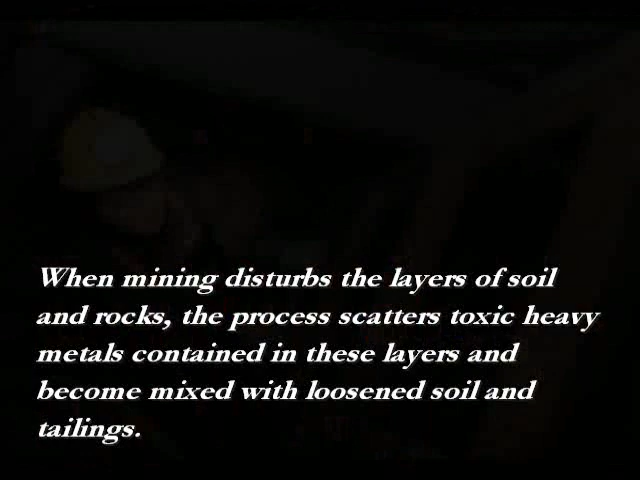 When mining disturbs the layers of soil
and rocks, the process scatters toxic heavy
metals contained in these layers and
become mixed with loosened soil and
tailings.